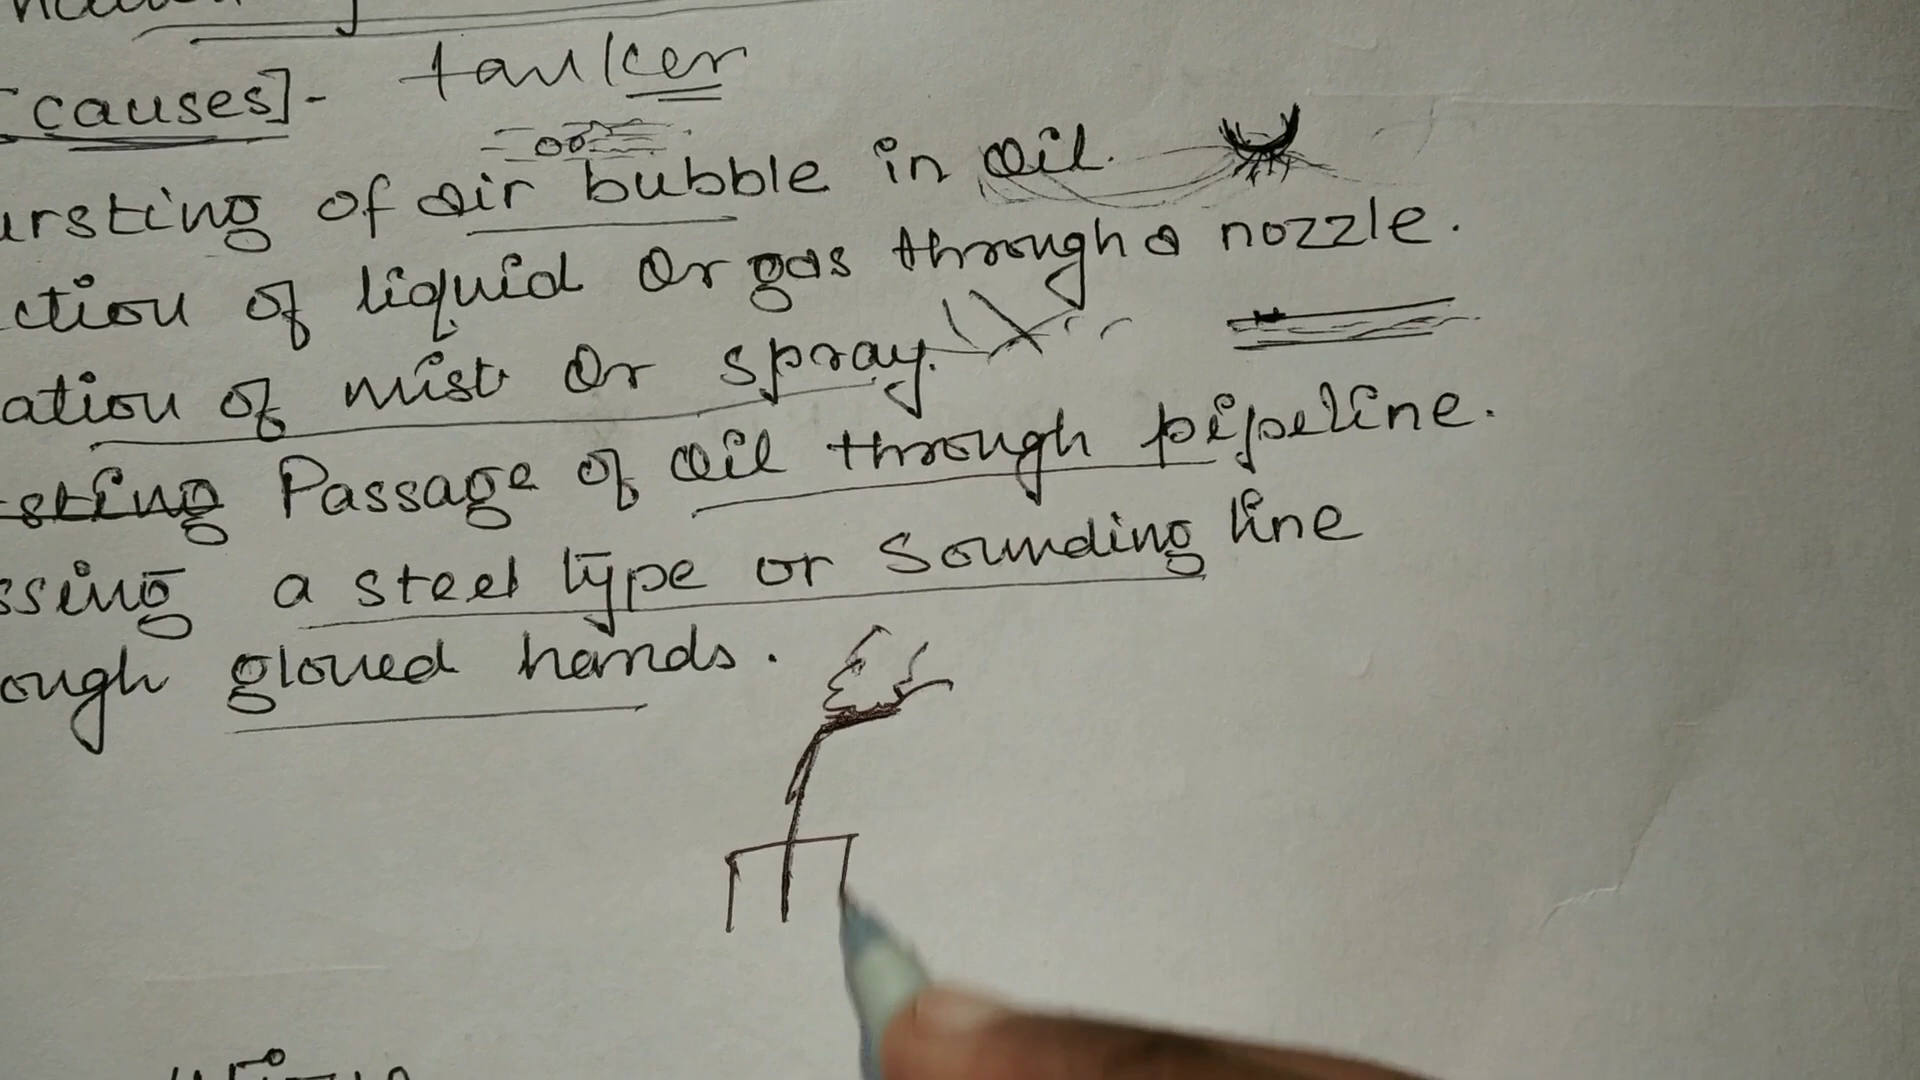 [causes]- tanker
ursting of air bubble in oil.
ction of liquid Or gas through a nozzle.
ation of mist Or spray.
sting Passage of oil through pipeline.
ssing a steel type or Sounding line
ough gloved hands.